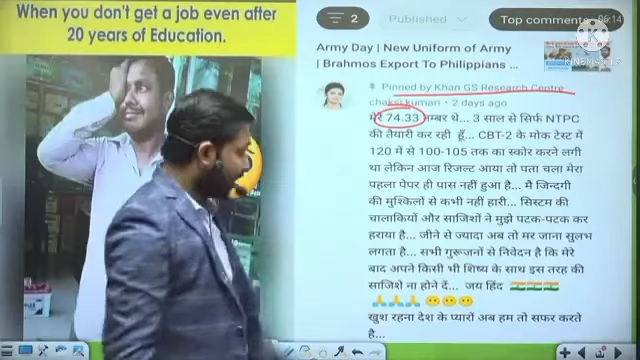 When you don't get a job even after
20 years of Education.
2
Published
Top comments
06:14
KINEMASTER
Army Day | New Uniform of Army
| Brahmos Export To Philippians ...
Pinned by Khan GS Research Centre
chaksi kumari • 2 days ago
मेरे 74.33 नम्बर थे... 3 साल से सिर्फ NTPC
की तैयारी कर रही हूँ... CBT-2 के मोक टेस्ट में
120 में से 100-105 तक का स्कोर करने लगी
था लेकिन आज रिजल्ट आया तो पता चला मेरा
पहला पेपर ही पास नहीं हुआ है... मै जिन्दगी
की मुश्किलों से कभी नहीं हारी... सिस्टम की
चालाकियों और साजिशों ने मुझे पटक-पटक कर
हराया है... जीने से ज्यादा अब तो मर जाना सुलभ
लगता है... सभी गुरूजनों से निवेदन है कि मेरे
बाद अपने किसी भी शिष्य के साथ इस तरह की
साजिशे ना होने दें... जय हिंद
खुश रहना देश के प्यारों अब हम तो सफर करते
है...